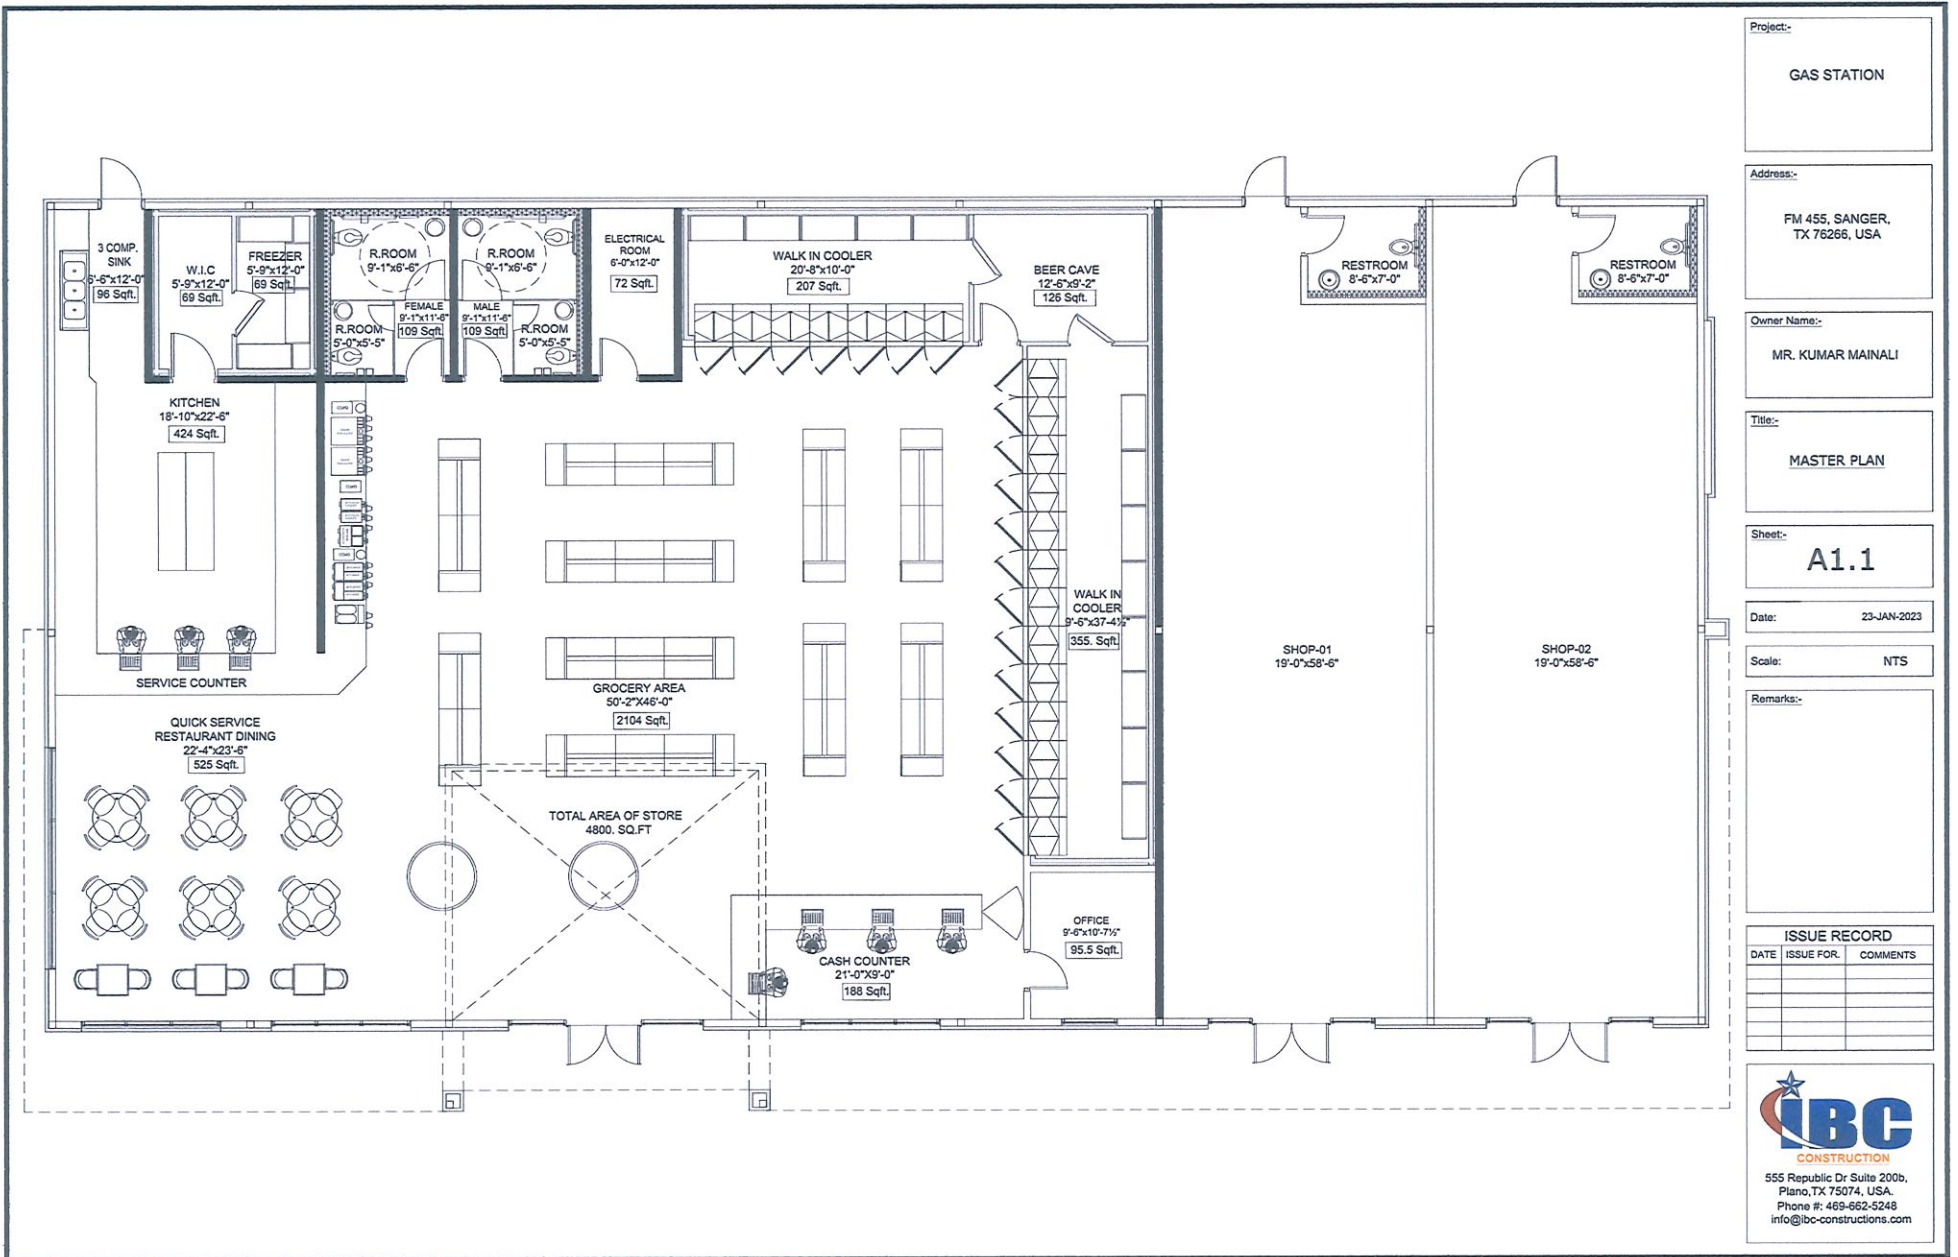 Project:-
GAS STATION
Address:-
FM 455, SANGER,
TX 76266, USA
Owner Name:-
MR. KUMAR MAINALI
Title:-
MASTER PLAN
Sheet:-
A1.1
Date: 23-JAN-2023
Scale: NTS
Remarks:-
ISSUE RECORD
DATE ISSUE FOR. COMMENTS
IBC
CONSTRUCTION
555 Republic Dr Suite 200b,
Plano,TX 75074, USA.
Phone #: 469-662-5248
info@ibc-constructions.com
3 COMP.
SINK
5'-6"x12'-0"
96 Sqft.
W.I.C
5'-9"x12'-0"
69 Sqft.
FREEZER
5'-9"x12'-0"
69 Sqft.
R.ROOM
9'-1"x6'-6"
FEMALE
9'-1"x11'-6"
109 Sqft.
R.ROOM
5'-0"x5'-5"
R.ROOM
9'-1"x6'-6"
MALE
9'-1"x11'-6"
109 Sqft.
R.ROOM
5'-0"x5'-5"
ELECTRICAL
ROOM
6'-0"x12'-0"
72 Sqft.
WALK IN COOLER
20'-8"x10'-0"
207 Sqft.
BEER CAVE
12'-6"x9'-2"
126 Sqft.
RESTROOM
8'-6"x7'-0"
RESTROOM
8'-6"x7'-0"
KITCHEN
18'-10"x22'-6"
424 Sqft.
SERVICE COUNTER
QUICK SERVICE
RESTAURANT DINING
22'-4"x23'-6"
525 Sqft.
GROCERY AREA
50'-2"X46'-0"
2104 Sqft.
TOTAL AREA OF STORE
4800. SQ.FT
WALK IN
COOLER
9'-6"x37'-4½"
355. Sqft.
SHOP-01
19'-0"x58'-6"
SHOP-02
19'-0"x58'-6"
CASH COUNTER
21'-0"X9'-0"
188 Sqft.
OFFICE
9'-6"x10'-7½"
95.5 Sqft.